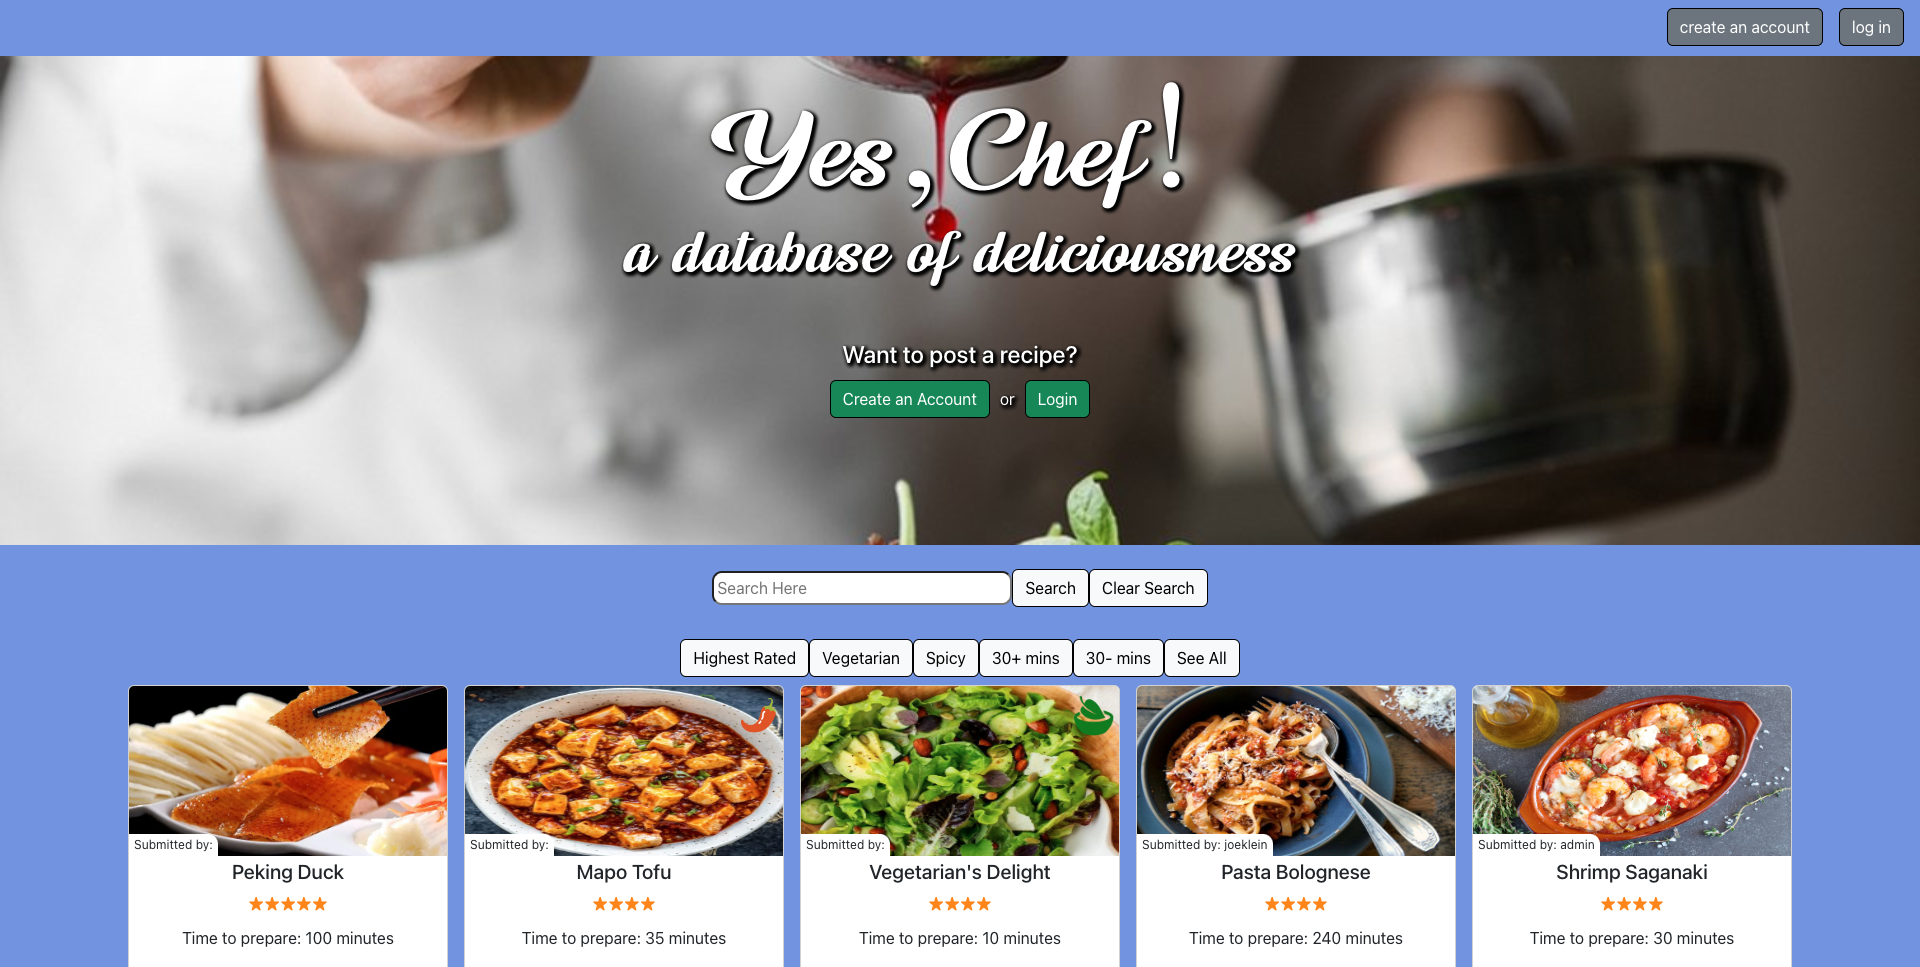 create an account log in
Yes, Chef!
a database of deliciousness
Want to post a recipe?
Create an Account or Login
Search Here Search Clear Search
Highest Rated Vegetarian Spicy 30+ mins 30- mins See All
Submitted by:
Peking Duck
Time to prepare: 100 minutes
Submitted by:
Mapo Tofu
Time to prepare: 35 minutes
Submitted by:
Vegetarian's Delight
Time to prepare: 10 minutes
Submitted by: joeklein
Pasta Bolognese
Time to prepare: 240 minutes
Submitted by: admin
Shrimp Saganaki
Time to prepare: 30 minutes